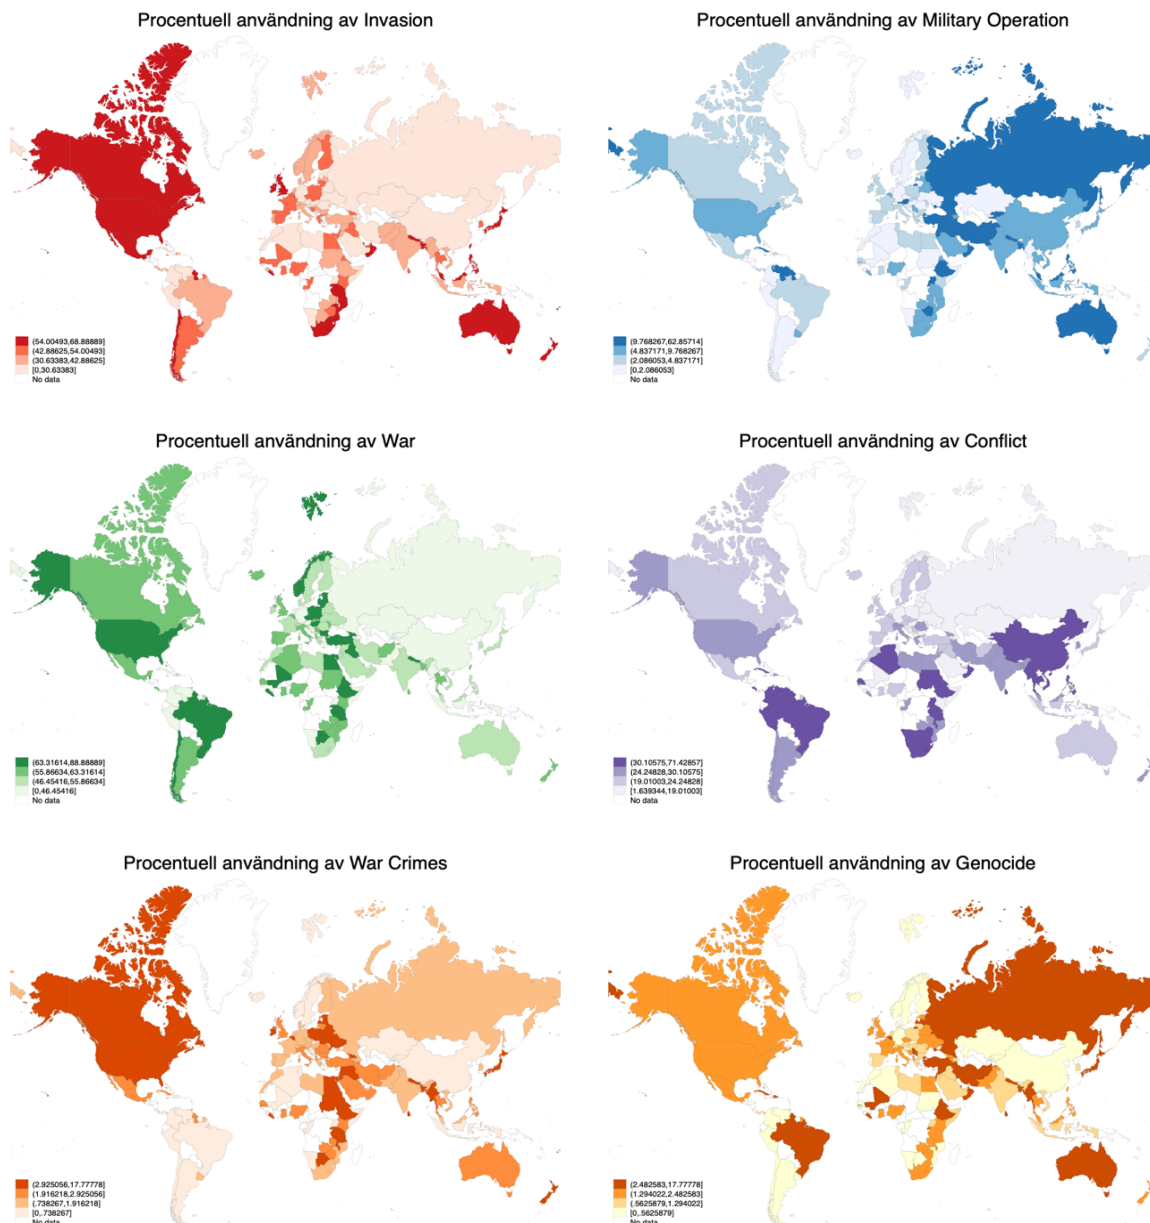 Procentuell användning av Invasion
(54.00493,68.88889]
(42.88625,54.00493]
(30.63383,42.88625]
[0,30.63383]
No data
Procentuell användning av Military Operation
(9.768267,62.85714]
(4.837171,9.768267]
(2.086053,4.837171]
[0,2.086053]
No data
Procentuell användning av War
(63.31614,88.88889]
(55.86634,63.31614]
(46.45416,55.86634]
[0,46.45416]
No data
Procentuell användning av Conflict
(30.10575,71.42857]
(24.24828,30.10575]
(19.01003,24.24828]
[1.639344,19.01003]
No data
Procentuell användning av War Crimes
(2.925056,17.77778]
(1.916218,2.925056]
(.738267,1.916218]
[0,.738267]
No data
Procentuell användning av Genocide
(2.482583,17.77778]
(1.294022,2.482583]
(.5625879,1.294022]
[0,.5625879]
No data